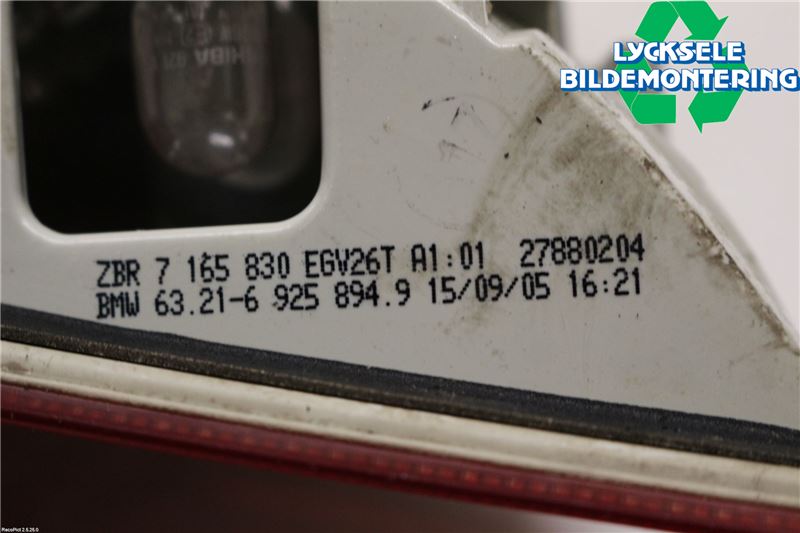 LYCKSELE
BILDEMONTERING
ZBR 7 165 830 EGV26T A1:01 27880204
BMW 63.21-6 925 894.9 15/09/05 16:21